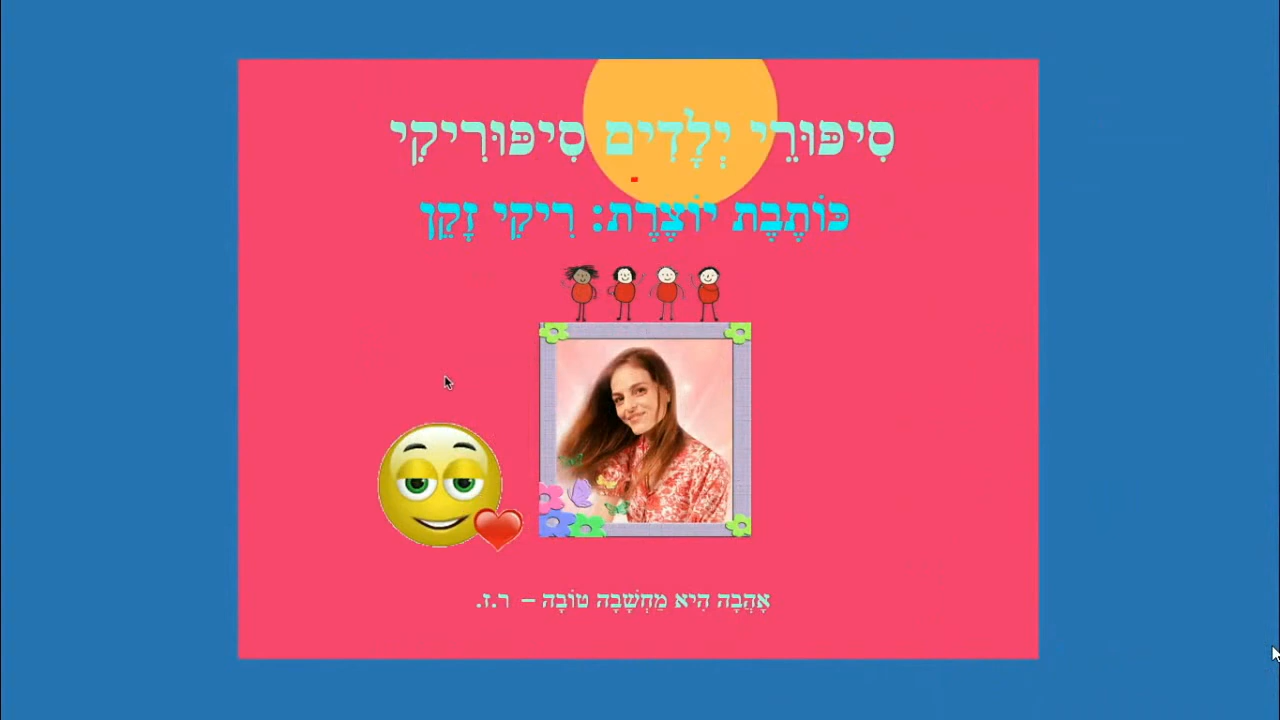 סִיפּוּרֵי יְלָדִים סִיפּוּרִיקִי
כּוֹתֶבֶת יוֹצֶרֶת: רִיקִי זָקֵן
אָהֲבָה הִיא מַחְשָׁבָה טוֹבָה – ר.ז.